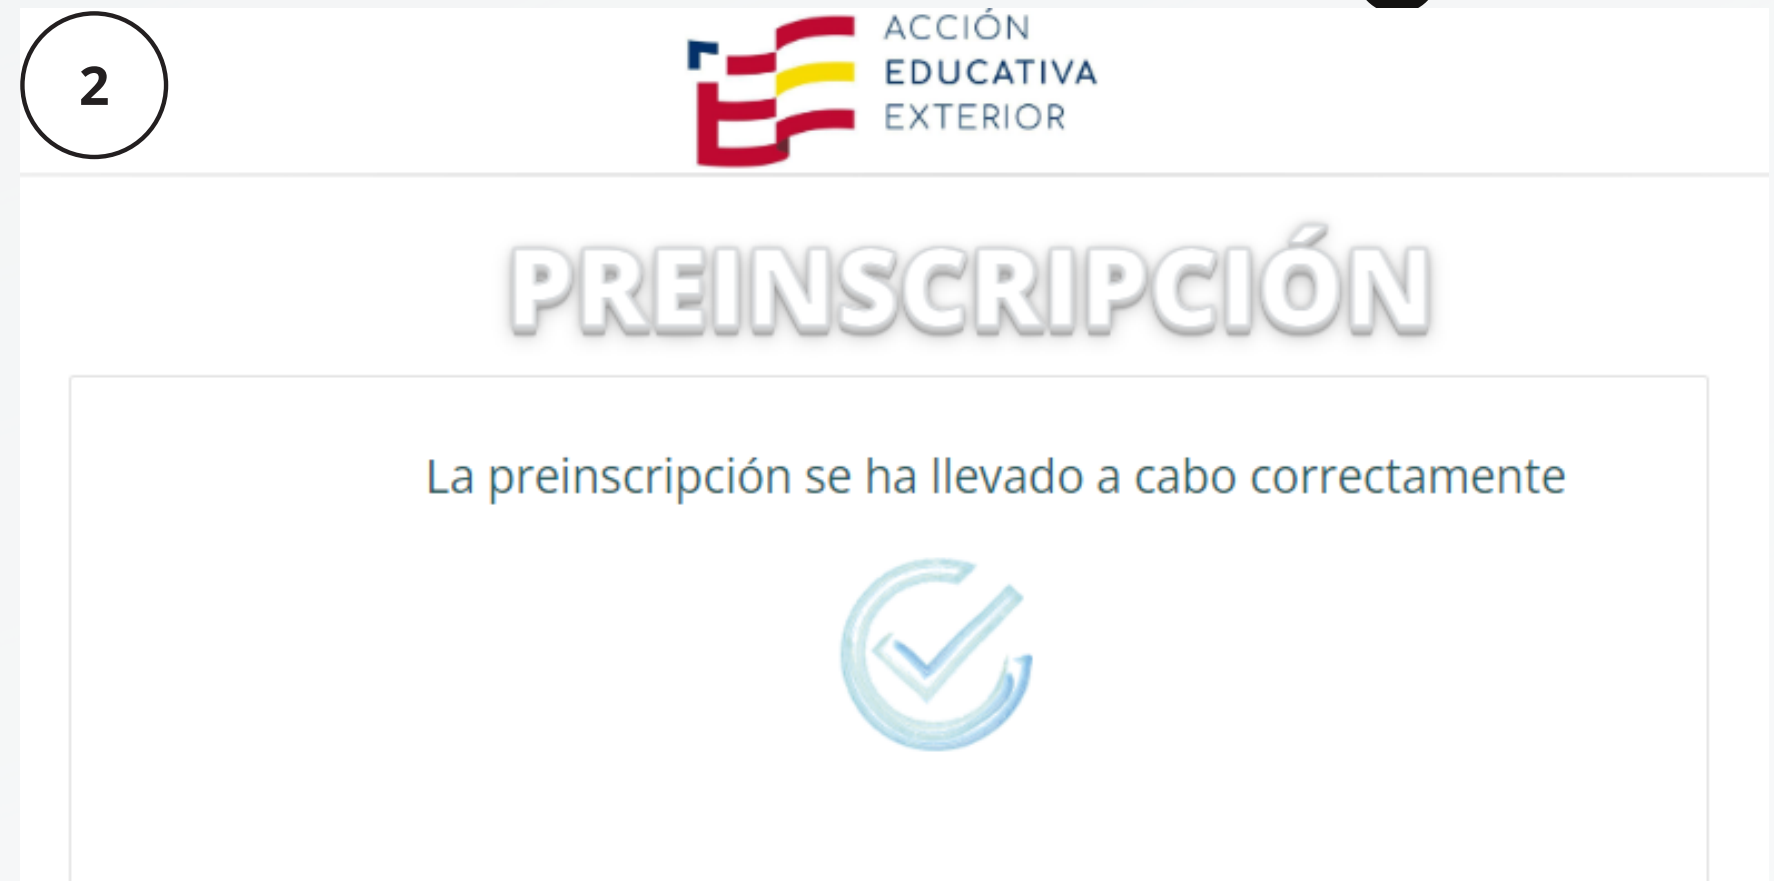 2
ACCIÓN
EDUCATIVA
EXTERIOR
PREINSCRIPCIÓN
La preinscripción se ha llevado a cabo correctamente